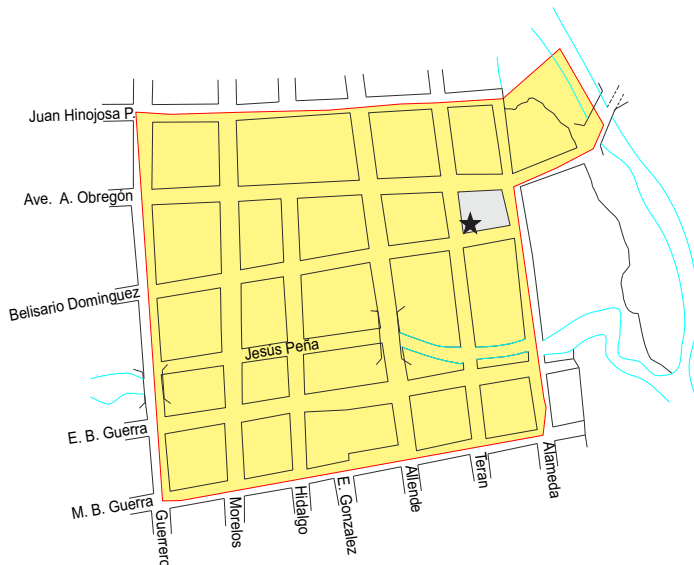 Juan Hinojosa P.
Ave. A. Obregón
Belisario Dominguez
Jesús Peña
E. B. Guerra
M. B. Guerra
Guerrero
Morelos
Hidalgo
E. Gonzalez
Allende
Teran
Alameda